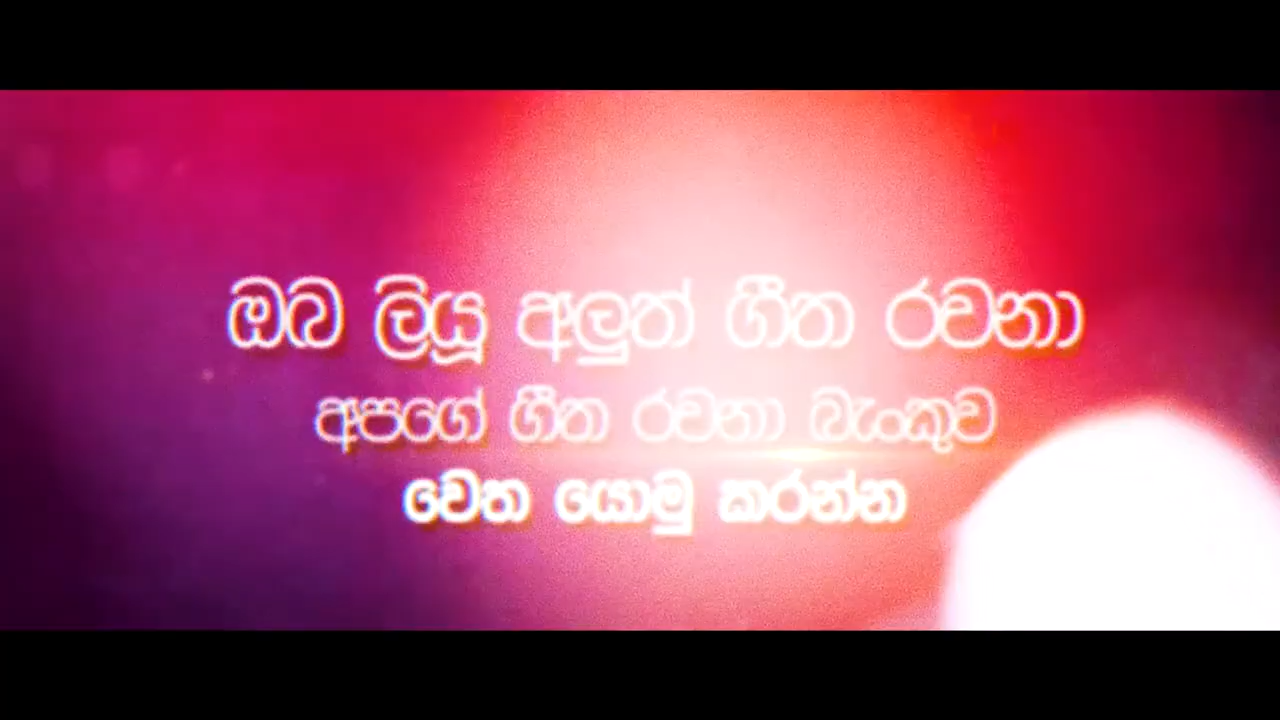 ඔබ ලියූ අලුත් ගීත රචනා
අපගේ ගීත රචනා බැංකුව
වෙත යොමු කරන්න